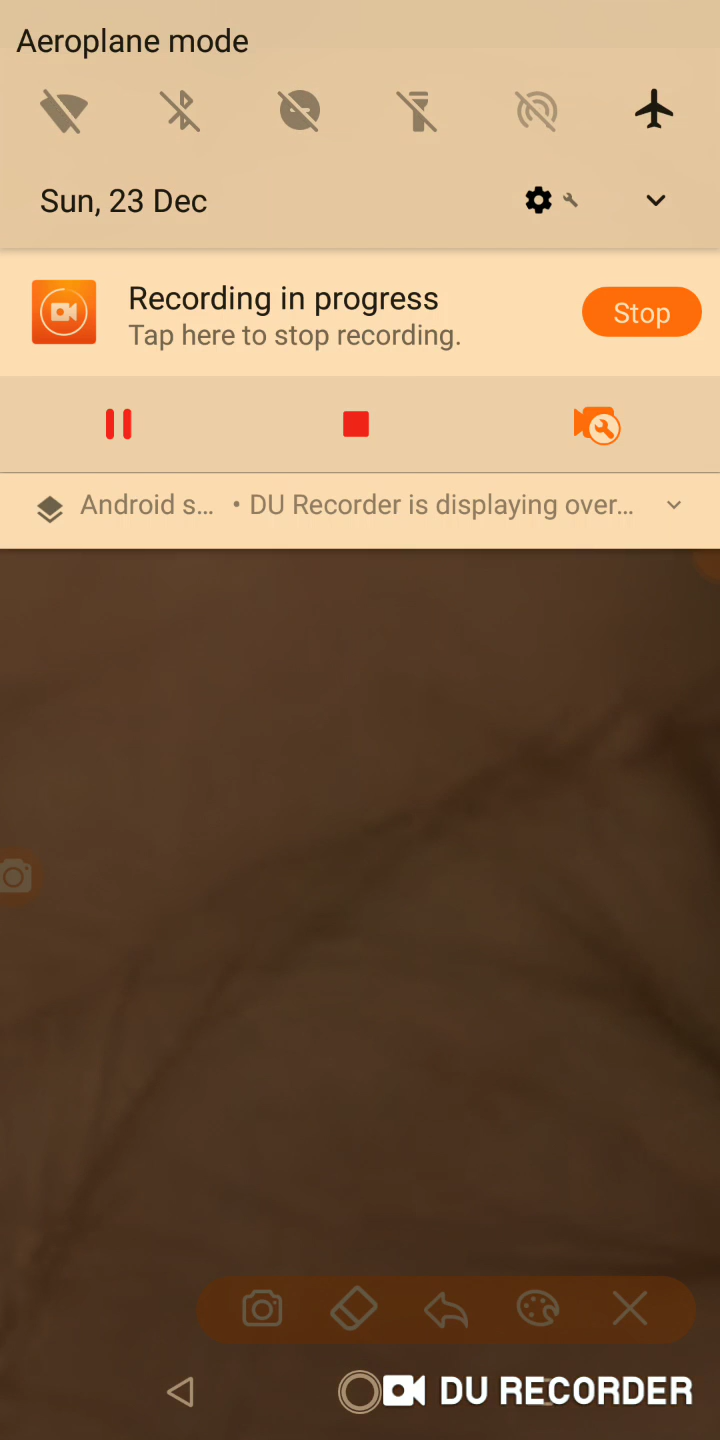 Aeroplane mode
Sun, 23 Dec
Recording in progress
Tap here to stop recording.
Stop
Android s... • DU Recorder is displaying over...
DU RECORDER